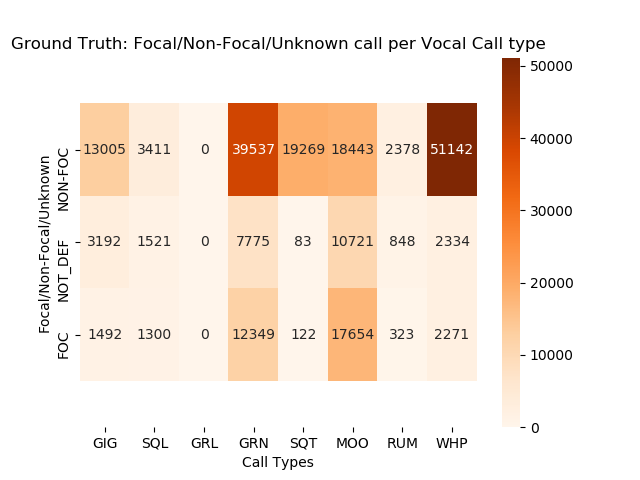 Ground Truth: Focal/Non-Focal/Unknown call per Vocal Call type
Focal/Non-Focal/Unknown
NON-FOC
13005 3411 0 39537 19269 18443 2378 51142
NOT_DEF
3192 1521 0 7775 83 10721 848 2334
FOC
1492 1300 0 12349 122 17654 323 2271
GIG SQL GRL GRN SQT MOO RUM WHP
Call Types
50000
40000
30000
20000
10000
0